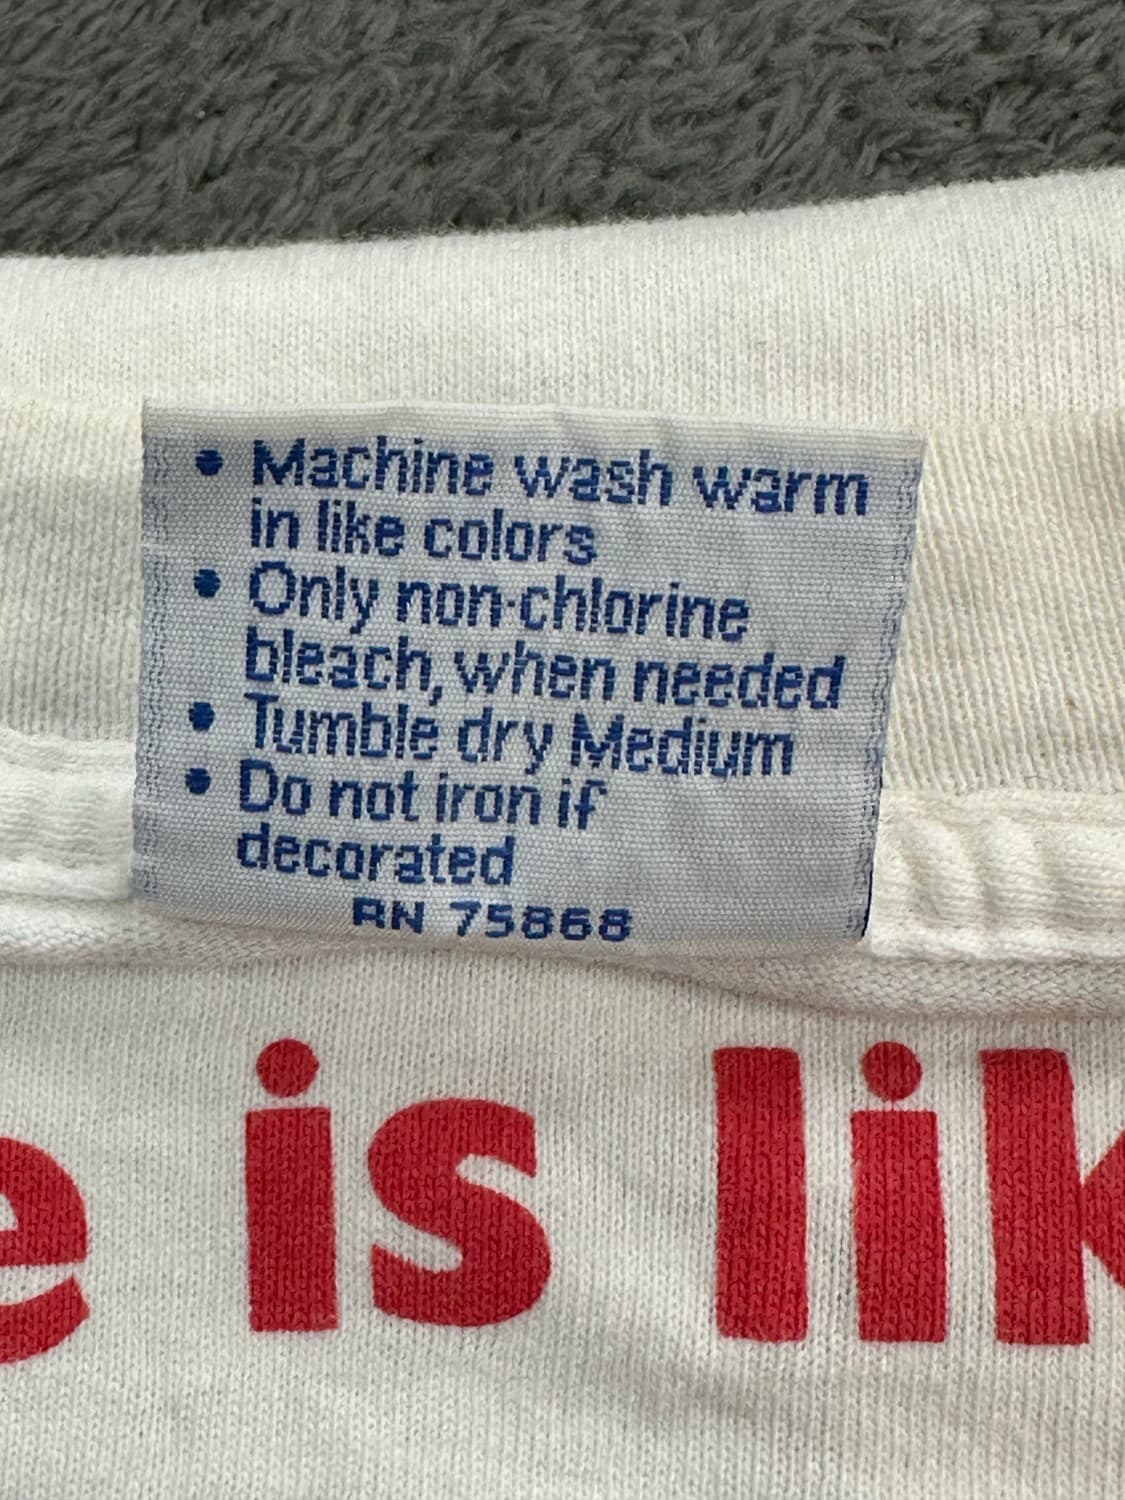 • Machine wash warm
in like colors
• Only non-chlorine
bleach, when needed
• Tumble dry Medium
• Do not iron if
decorated
RN 75868
e is lik